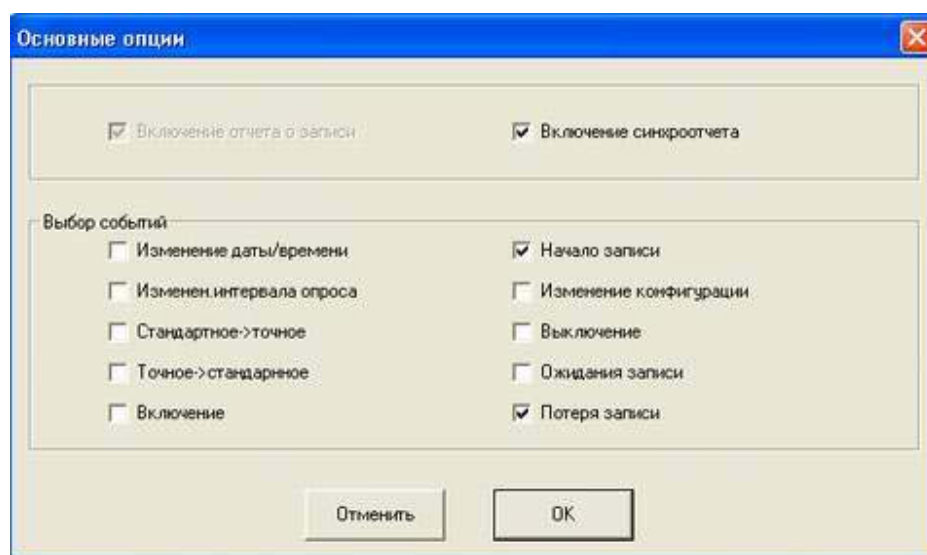 Основные опции
Включение отчета о записи
Включение синхроотчета
Выбор событий
Изменение даты/времени
Начало записи
Изменен.интервала опроса
Изменение конфигурации
Стандартное->точное
Выключение
Точное->стандарнное
Ожидания записи
Включение
Потеря записи
Отменить
OK